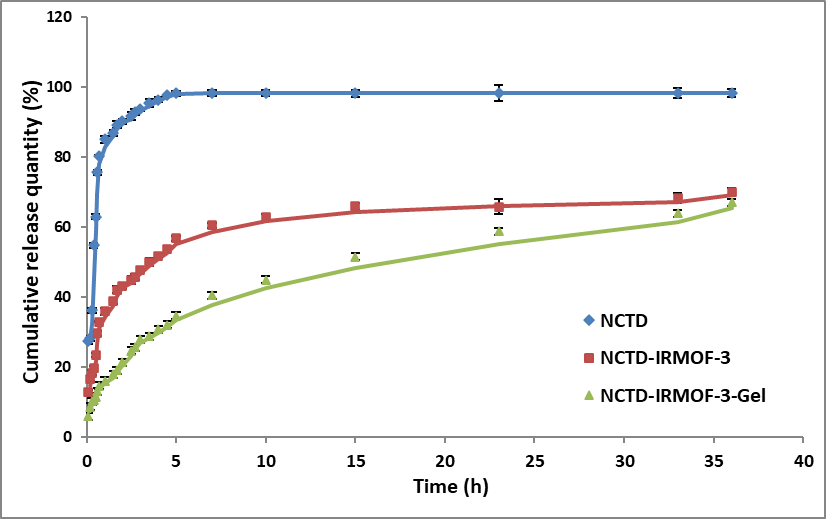 120
100
80
60
40
20
0
Cumulative release quantity (%)
NCTD
NCTD-IRMOF-3
NCTD-IRMOF-3-Gel
0 5 10 15 20 25 30 35 40
Time (h)